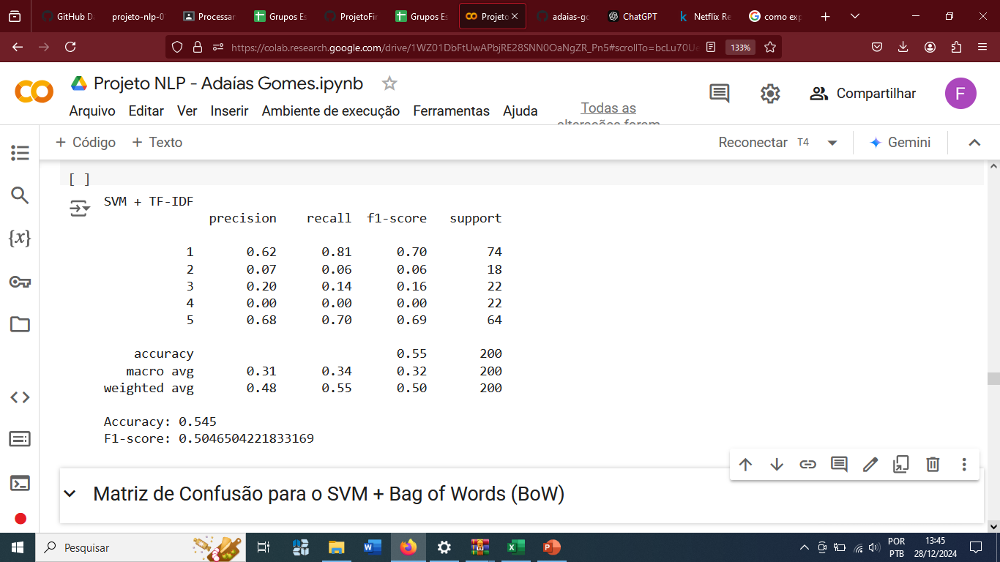 GitHub D
projeto-nlp-0
Processar
Grupos Es
ProjetoFir
Grupos Es
Projeto
adaias-go
ChatGPT
Netflix Re
como exp
https://colab.research.google.com/drive/1WZ01DbFtUwAPbjRE28SNN0OaNgZR_Pn5#scrollTo=bcLu70Ue
133%
Projeto NLP - Adaías Gomes.ipynb
Compartilhar
F
Arquivo Editar Ver Inserir Ambiente de execução Ferramentas Ajuda
Todas as
alterações foram
+ Código + Texto
Reconectar T4
Gemini
[ ]
SVM + TF-IDF
precision recall f1-score support
1 0.62 0.81 0.70 74
2 0.07 0.06 0.06 18
3 0.20 0.14 0.16 22
4 0.00 0.00 0.00 22
5 0.68 0.70 0.69 64
accuracy 0.55 200
macro avg 0.31 0.34 0.32 200
weighted avg 0.48 0.55 0.50 200
Accuracy: 0.545
F1-score: 0.5046504221833169
Matriz de Confusão para o SVM + Bag of Words (BoW)
Pesquisar
POR
PTB
13:45
28/12/2024